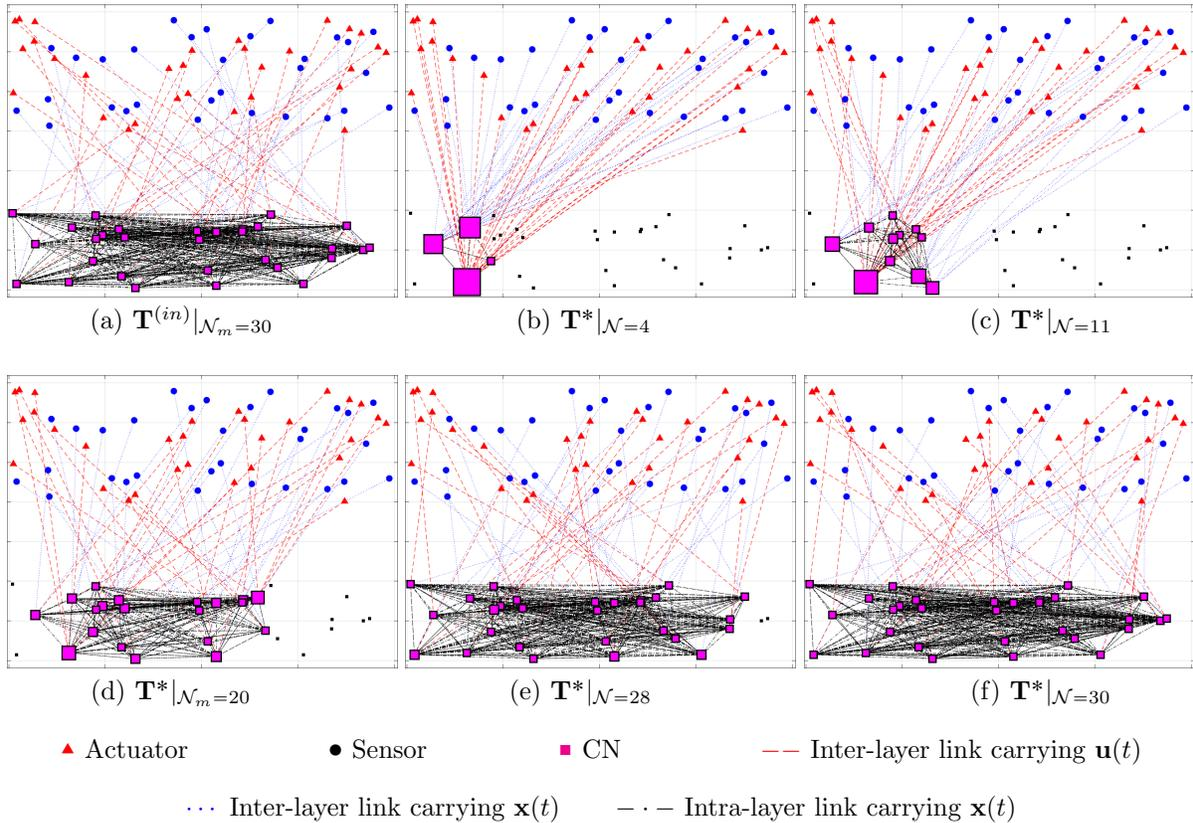 (a) T^(in)|_{𝒩_m=30} (b) T*|_{𝒩=4} (c) T*|_{𝒩=11}
(d) T*|_{𝒩_m=20} (e) T*|_{𝒩=28} (f) T*|_{𝒩=30}
Actuator Sensor CN Inter-layer link carrying u(t)
Inter-layer link carrying x(t) Intra-layer link carrying x(t)